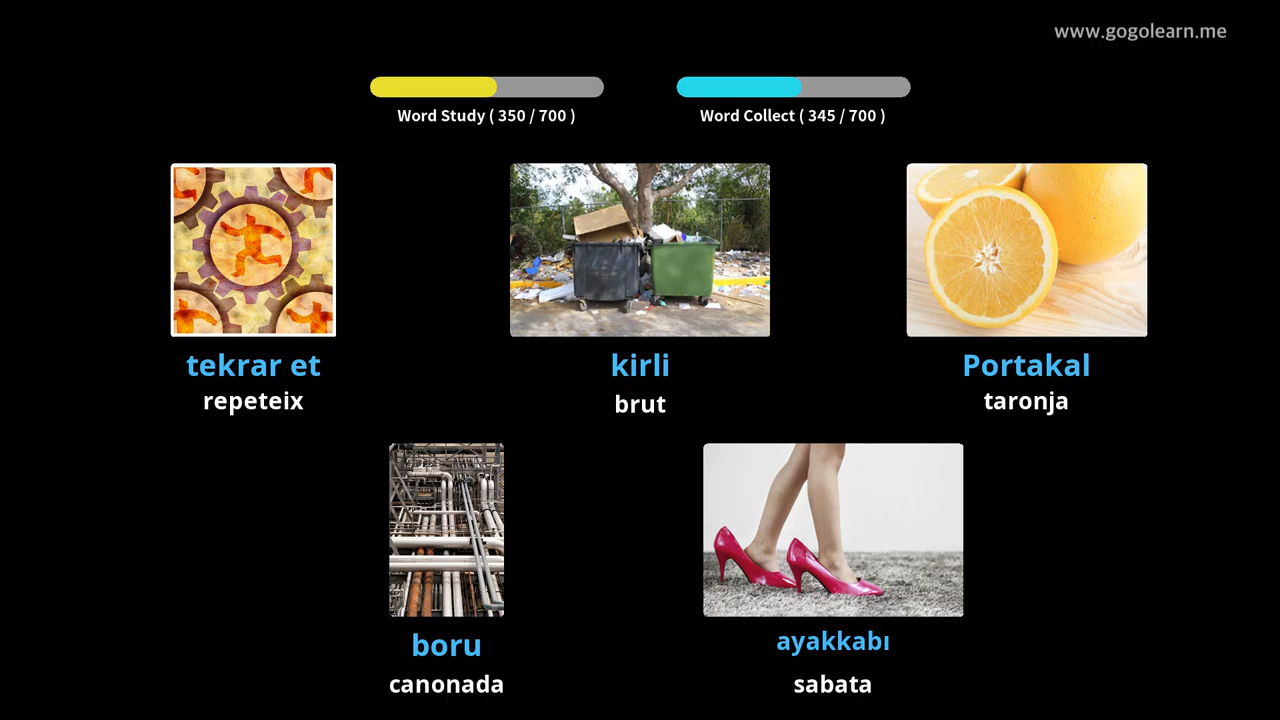 www.gogolearn.me
Word Study ( 350 / 700 )
Word Collect ( 345 / 700 )
tekrar et
repeteix
kirli
brut
Portakal
taronja
boru
canonada
ayakkabı
sabata